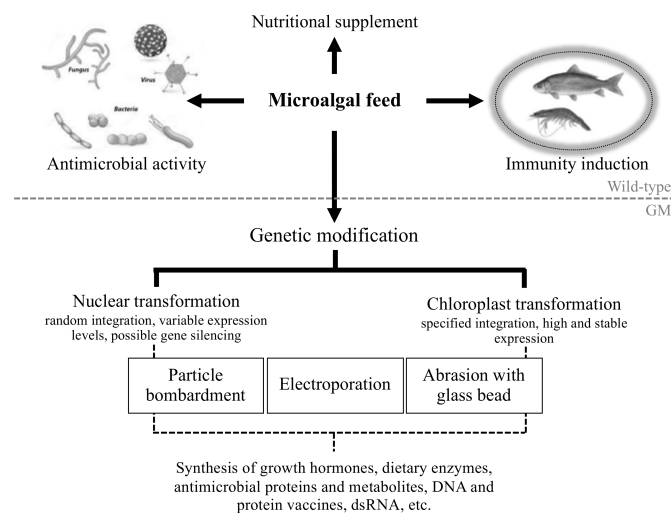 Nutritional supplement
Fungus
Virus
Bacteria
Microalgal feed
Antimicrobial activity
Immunity induction
Wild-type
GM
Genetic modification
Nuclear transformation
random integration, variable expression
levels, possible gene silencing
Chloroplast transformation
specified integration, high and stable
expression
Particle
bombardment
Electroporation
Abrasion with
glass bead
Synthesis of growth hormones, dietary enzymes,
antimicrobial proteins and metabolites, DNA and
protein vaccines, dsRNA, etc.